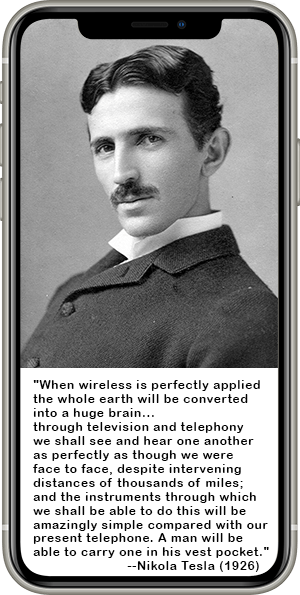 "When wireless is perfectly applied
the whole earth will be converted
into a huge brain...
through television and telephony
we shall see and hear one another
as perfectly as though we were
face to face, despite intervening
distances of thousands of miles;
and the instruments through which
we shall be able to do this will be
amazingly simple compared with our
present telephone. A man will be
able to carry one in his vest pocket."
--Nikola Tesla (1926)